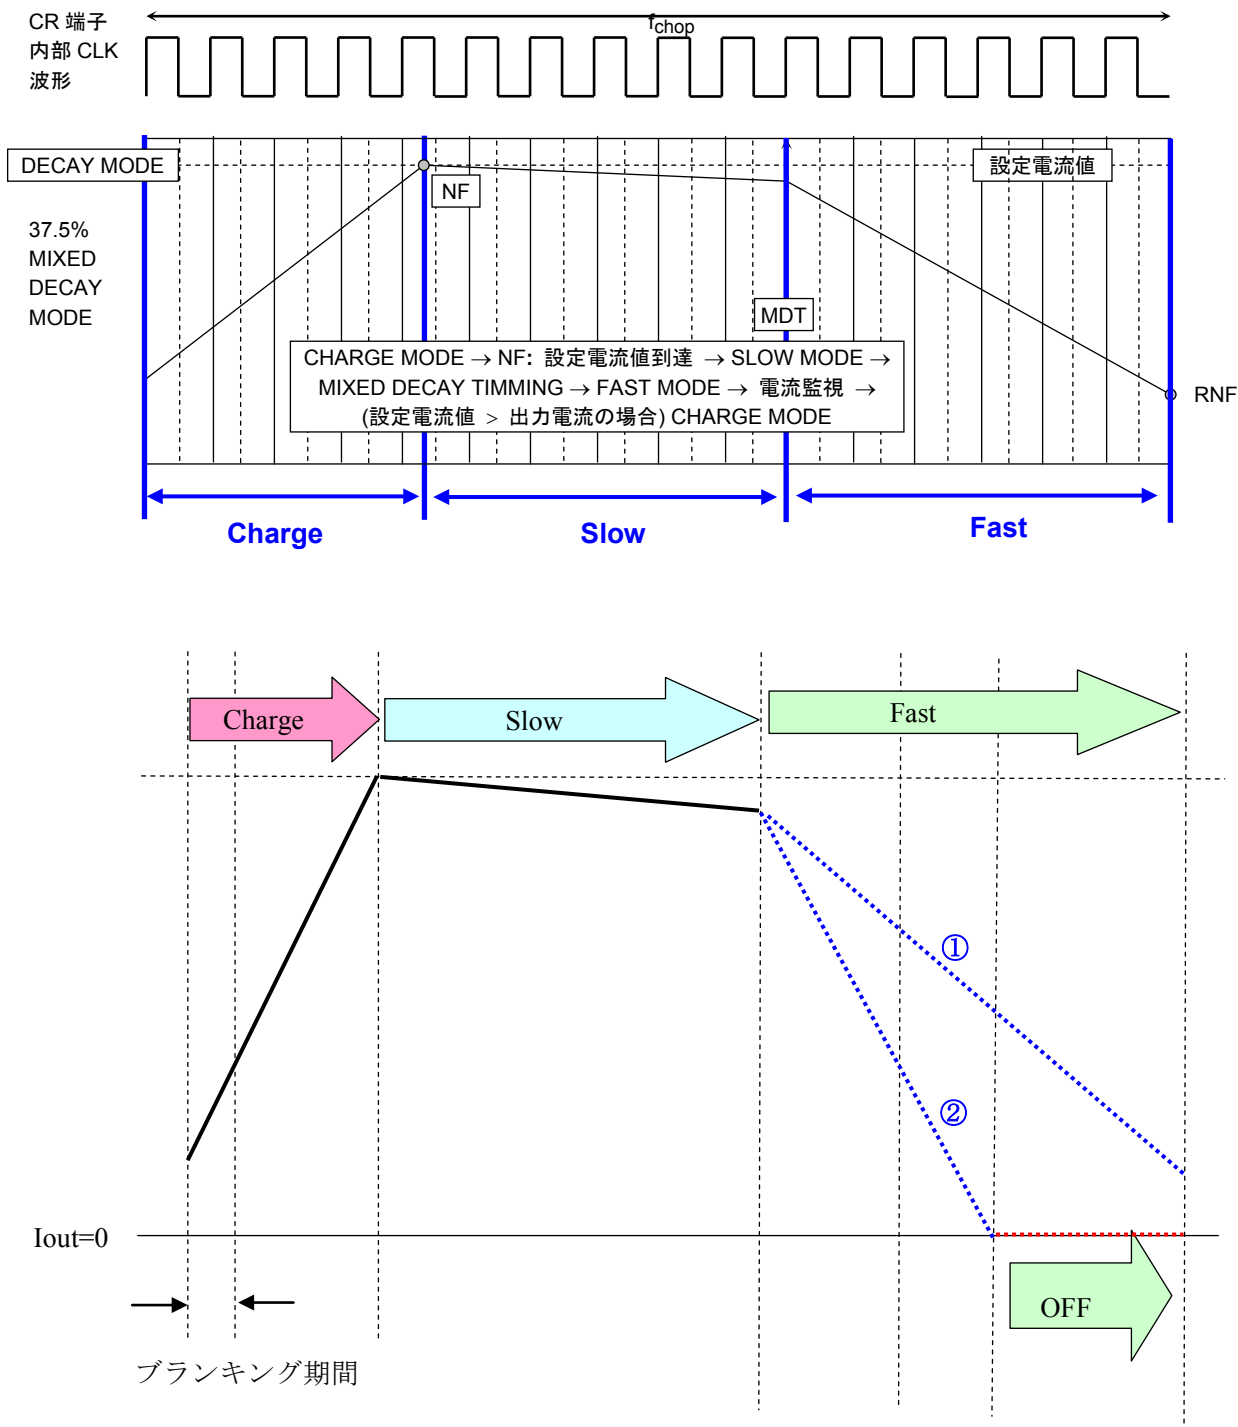 CR 端子
内部 CLK
波形
fchop
DECAY MODE
設定電流値
NF
37.5%
MIXED
DECAY
MODE
MDT
CHARGE MODE → NF: 設定電流値到達 → SLOW MODE →
MIXED DECAY TIMMING → FAST MODE → 電流監視 →
(設定電流値 > 出力電流の場合) CHARGE MODE
RNF
Charge
Slow
Fast
Charge
Slow
Fast
①
②
Iout=0
OFF
ブランキング期間